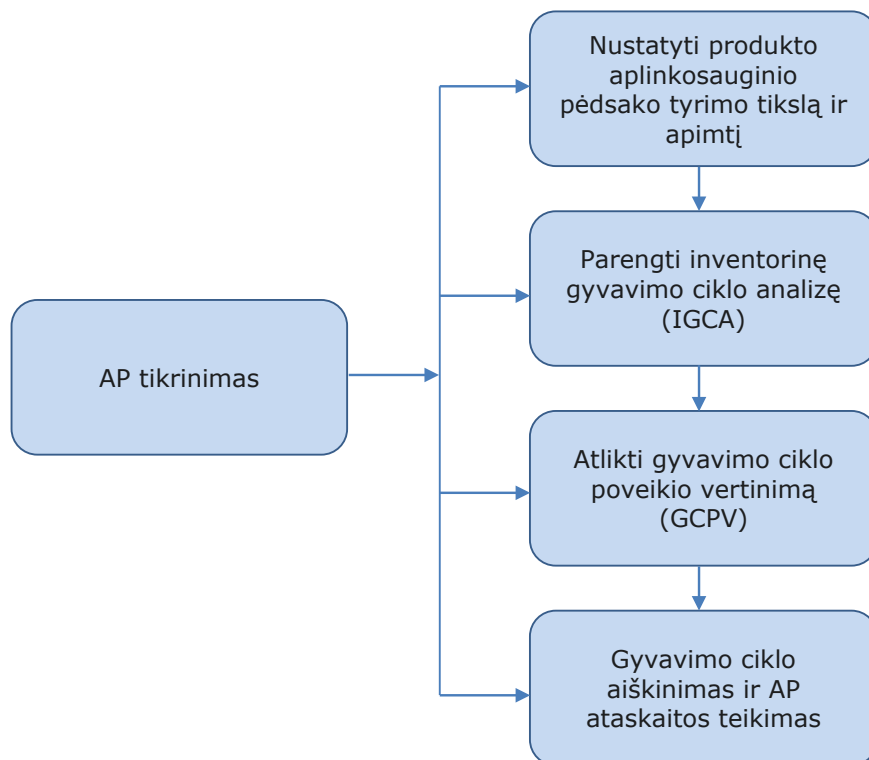 Nustatyti produkto
aplinkosauginio
pėdsako tyrimo tikslą ir
apimtį
Parengti inventorinę
gyvavimo ciklo analizę
(IGCA)
AP tikrinimas
Atlikti gyvavimo ciklo
poveikio vertinimą
(GCPV)
Gyvavimo ciklo
aiškinimas ir AP
ataskaitos teikimas